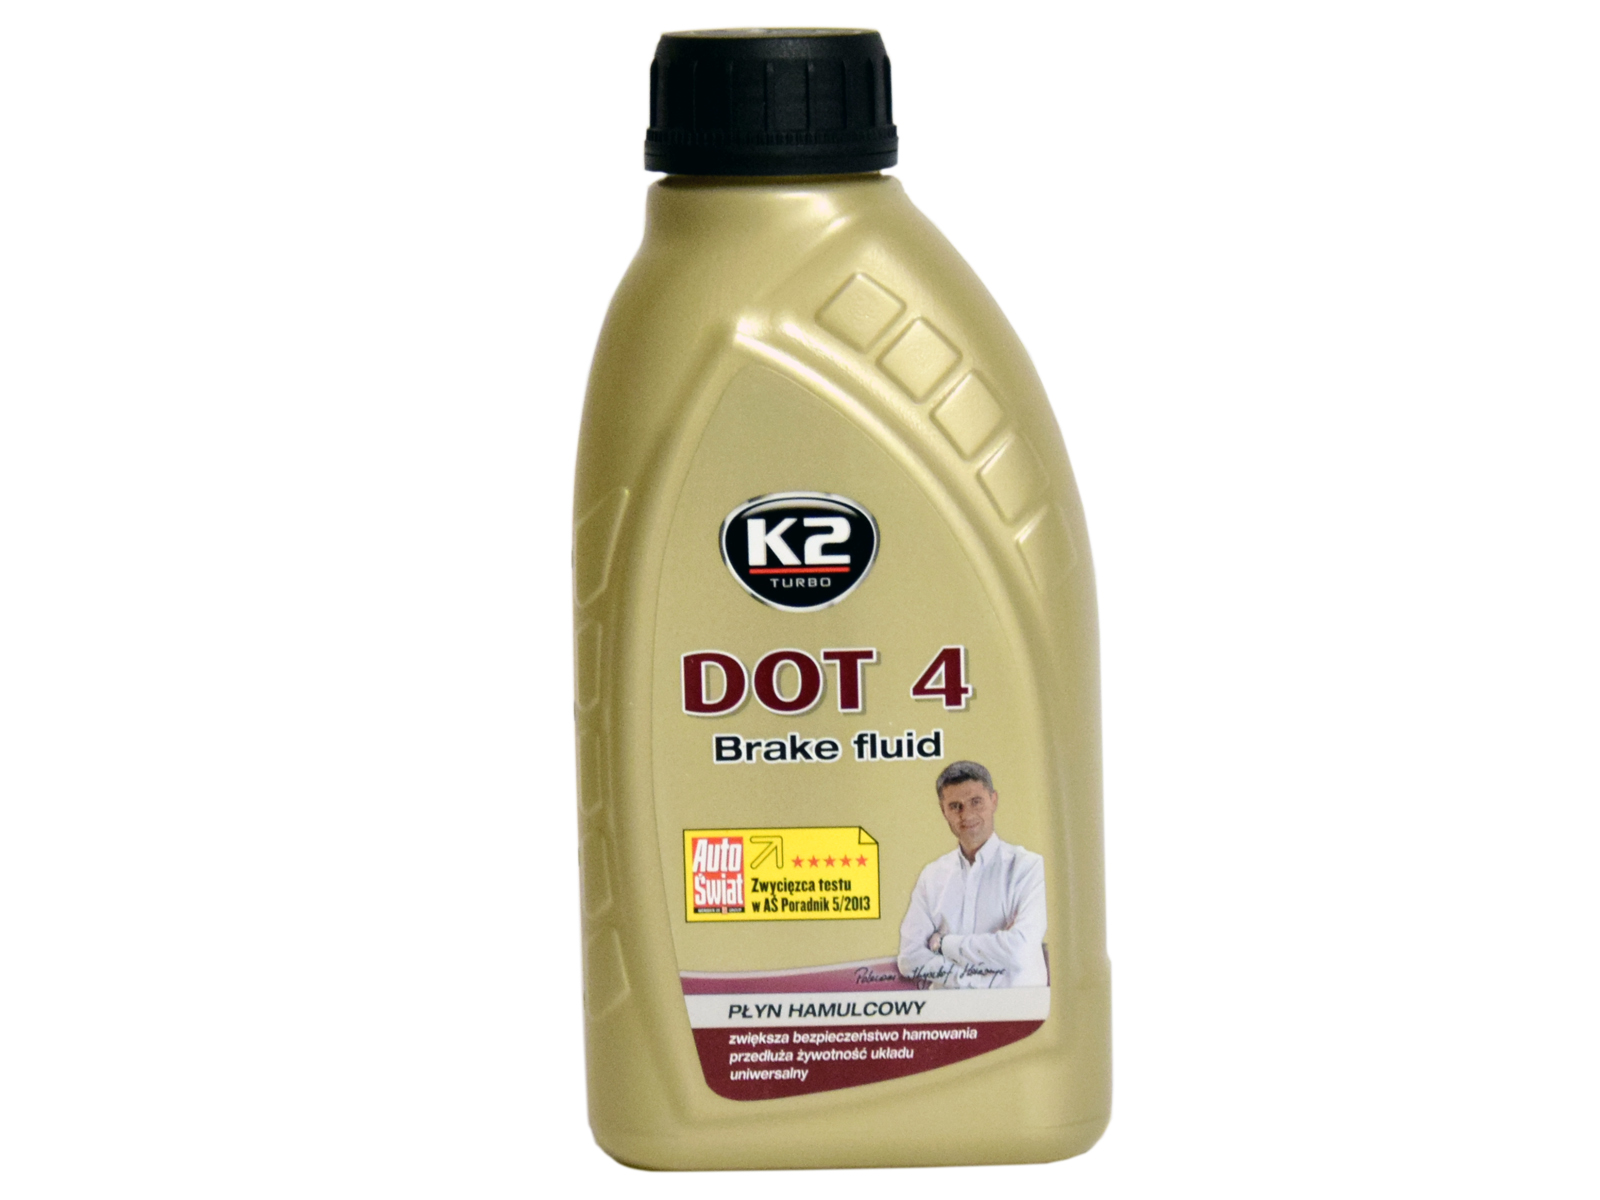 K2
TURBO
DOT 4
Brake fluid
Auto
Świat
Zwycięzca testu
w AŚ Poradnik 5/2013
Polecam
PŁYN HAMULCOWY
zwiększa bezpieczeństwo hamowania
przedłuża żywotność układu
uniwersalny